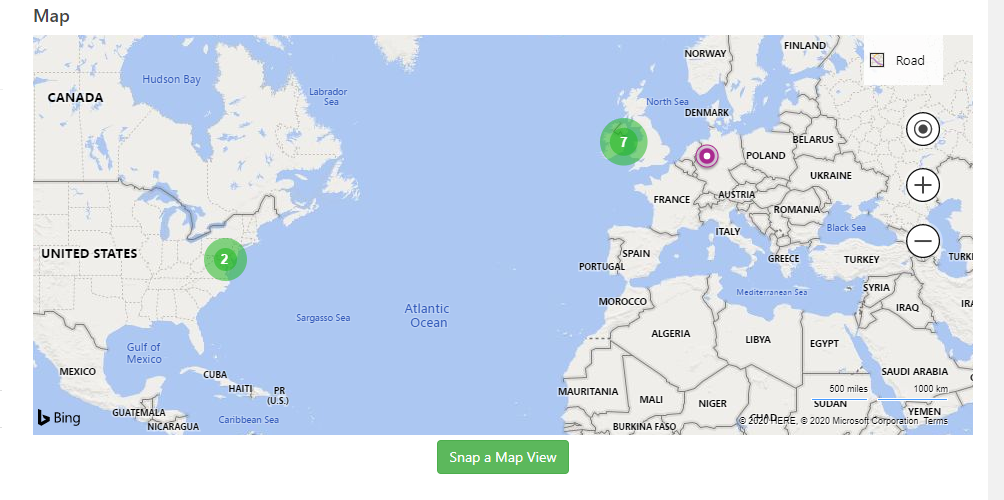 Map
NORWAY
FINLAND
Road
Hudson Bay
CANADA
Labrador
Sea
North Sea
DENMARK
7
BELARUS
POLAND
UKRAINE
FRANCE
AUSTRIA
ROMANIA
ITALY
Black Sea
UNITED STATES
2
SPAIN
PORTUGAL
GREECE
TURKEY
SYRIA
Mediterranean Sea
MOROCCO
IRAQ
Atlantic
Ocean
Sargasso Sea
ALGERIA
LIBYA
EGYPT
Gulf of
Mexico
MEXICO
CUBA
HAITI
PR
(U.S.)
SAUDI ARABIA
500 miles
1000 km
MAURITANIA
MALI
NIGER
SUDAN
CHAD
YEMEN
Bing
GUATEMALA
NICARAGUA
Caribbean Sea
BURKINA FASO
© 2020 HERE, © 2020 Microsoft Corporation Terms
Snap a Map View